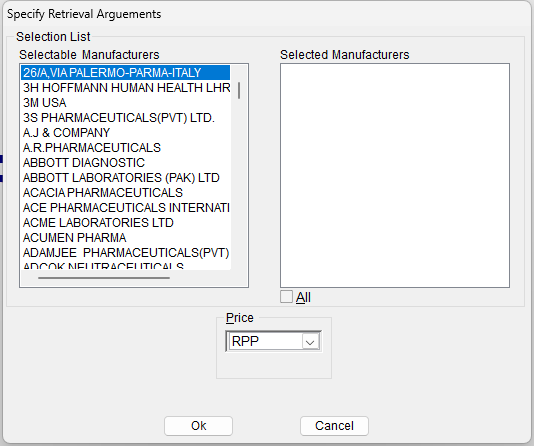 Specify Retrieval Arguements
Selection List
Selectable Manufacturers
Selected Manufacturers
26/A,VIA PALERMO-PARMA-ITALY
3H HOFFMANN HUMAN HEALTH LHR
3M USA
3S PHARMACEUTICALS(PVT) LTD.
A.J & COMPANY
A.R.PHARMACEUTICALS
ABBOTT DIAGNOSTIC
ABBOTT LABORATORIES (PAK) LTD
ACACIA PHARMACEUTICALS
ACE PHARMACEUTICALS INTERNATI
ACME LABORATORIES LTD
ACUMEN PHARMA
ADAMJEE PHARMACEUTICALS(PVT)
ADCOK NEUTRACEUTICALS
All
Price
RPP
Ok
Cancel